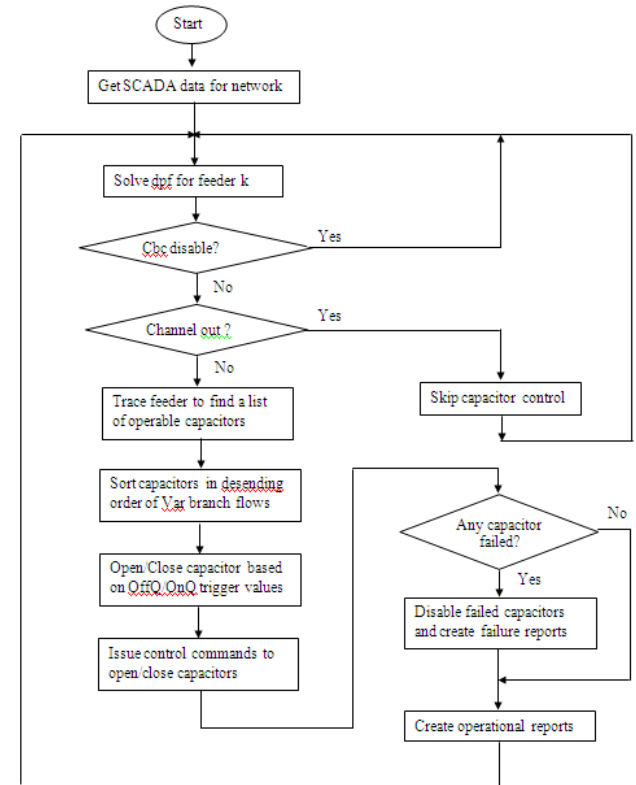 Start
Get SCADA data for network
Solve dpf for feeder k
Cbc disable?
Yes
No
Channel out ?
Yes
No
Trace feeder to find a list
of operable capacitors
Skip capacitor control
Sort capacitors in desending
order of Var branch flows
Open/Close capacitor based
on OffQ/OnQ trigger values
Issue control commands to
open/close capacitors
Any capacitor
failed?
No
Yes
Disable failed capacitors
and create failure reports
Create operational reports